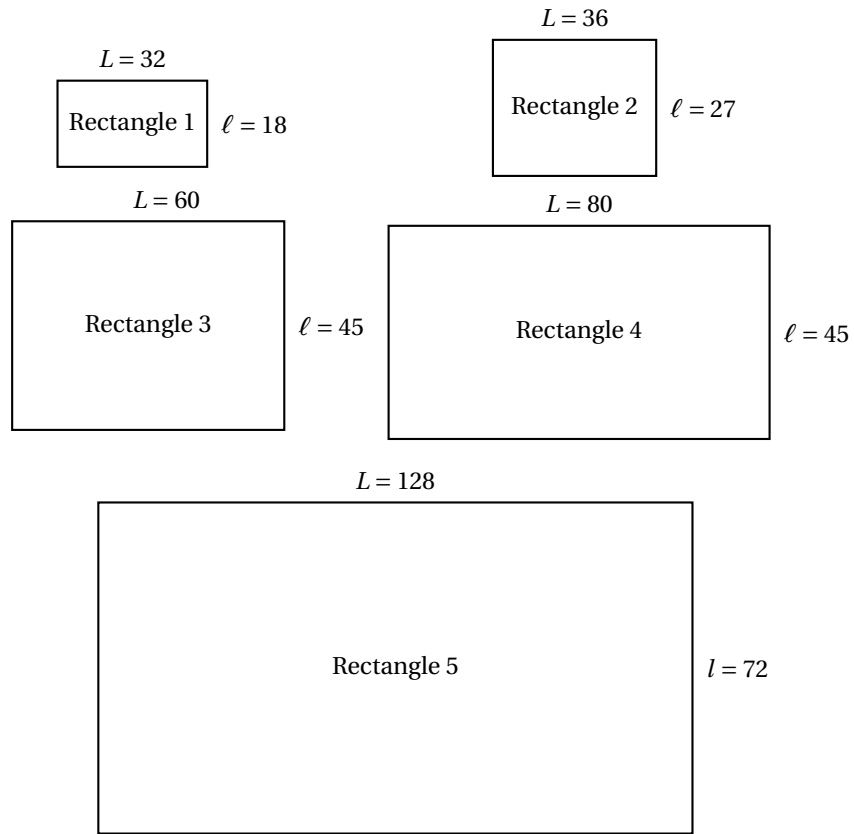 L = 36
L = 32
Rectangle 1
ℓ = 18
Rectangle 2
ℓ = 27
L = 60
L = 80
Rectangle 3
ℓ = 45
Rectangle 4
ℓ = 45
L = 128
Rectangle 5
l = 72